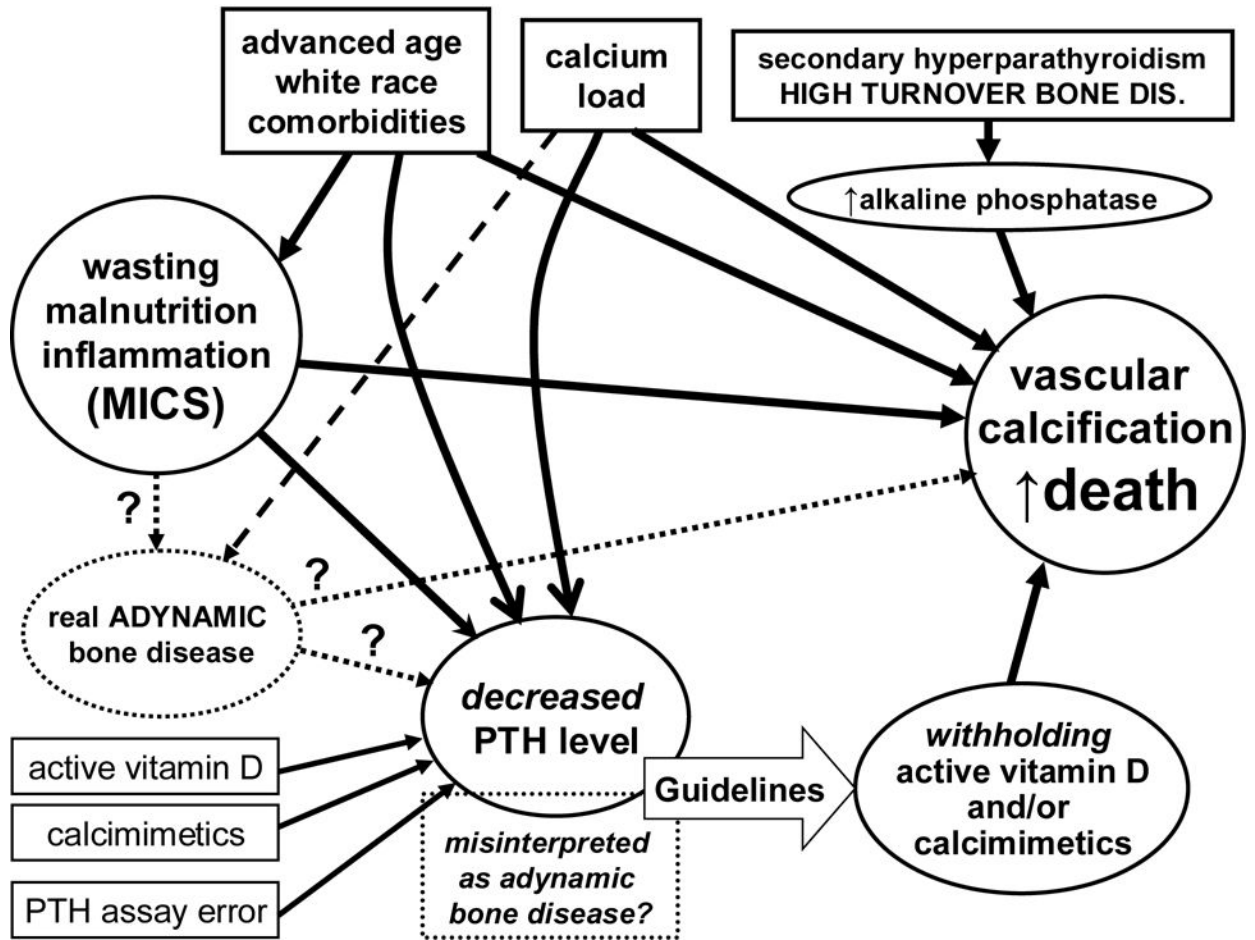 advanced age
white race
comorbidities
calcium
load
secondary hyperparathyroidism
HIGH TURNOVER BONE DIS.
↑alkaline phosphatase
wasting
malnutrition
inflammation
(MICS)
vascular
calcification
↑death
?
?
?
real ADYNAMIC
bone disease
decreased
PTH level
active vitamin D
calcimimetics
PTH assay error
misinterpreted
as adynamic
bone disease?
Guidelines
withholding
active vitamin D
and/or
calcimimetics